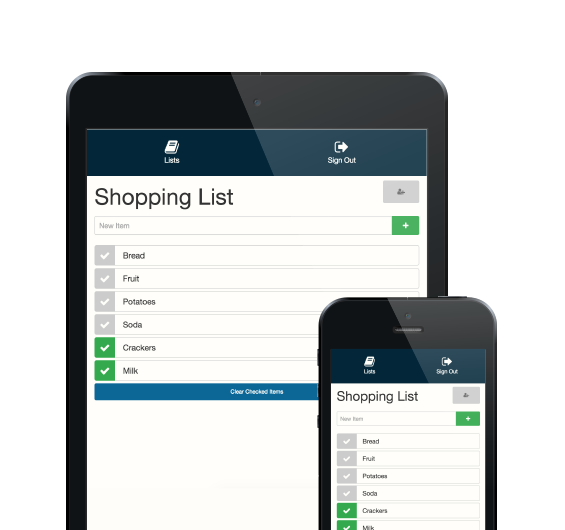 Lists
Sign Out
Shopping List
New Item
Bread
Fruit
Potatoes
Soda
Crackers
Milk
Clear Checked Items
Lists
Sign Out
Shopping List
New Item
Bread
Fruit
Potatoes
Soda
Crackers
Milk